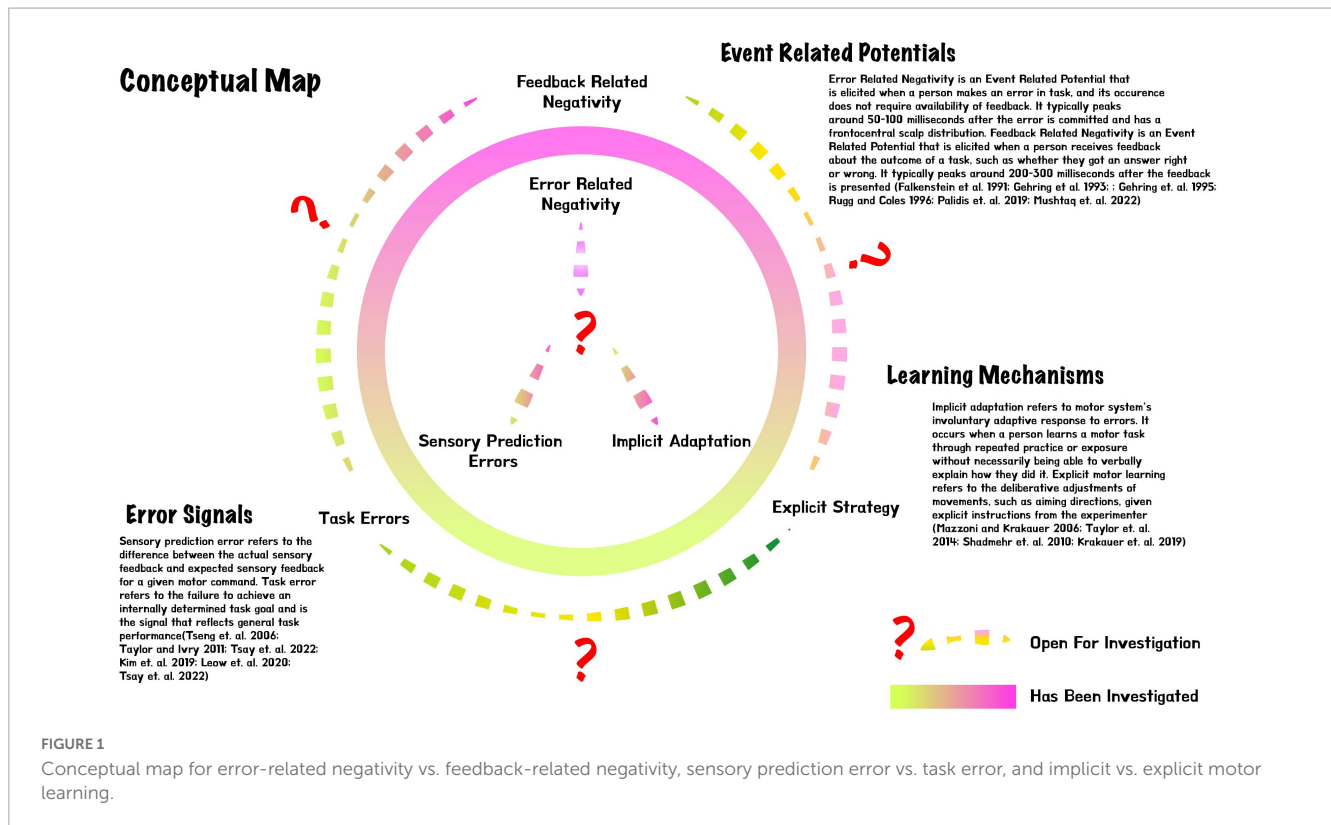 Conceptual Map
Feedback Related
Negativity
Error Related
Negativity
?
?
?
Sensory Prediction
Errors
Implicit Adaptation
Task Errors
Explicit Strategy
?
Event Related Potentials
Error Related Negativity is an Event Related Potential that
is elicited when a person makes an error in task, and its occurence
does not require availability of feedback. It typically peaks
around 50-100 milliseconds after the error is committed and has a
frontocentral scalp distribution. Feedback Related Negativity is an Event
Related Potential that is elicited when a person receives feedback
about the outcome of a task, such as whether they got an answer right
or wrong. It typically peaks around 200-300 milliseconds after the feedback
is presented (Falkenstein et al. 1991; Gehring et al. 1993; ; Gehring et. al. 1995;
Rugg and Coles 1996; Palidis et. al. 2019; Mushtaq et. al. 2022)
Learning Mechanisms
Implicit adaptation refers to motor system's
involuntary adaptive response to errors. It
occurs when a person learns a motor task
through repeated practice or exposure
without necessarily being able to verbally
explain how they did it. Explicit motor learning
refers to the deliberative adjustments of
movements, such as aiming directions, given
explicit instructions from the experimenter
(Mazzoni and Krakauer 2006; Taylor et. al.
2014; Shadmehr et. al. 2010; Krakauer et. al. 2019)
Error Signals
Sensory prediction error refers to the
difference between the actual sensory
feedback and expected sensory feedback
for a given motor command. Task error
refers to the failure to achieve an
internally determined task goal and is
the signal that reflects general task
performance(Tseng et. al. 2006;
Taylor and Ivry 2011; Tsay et. al. 2022;
Kim et. al. 2019; Leow et. al. 2020;
Tsay et. al. 2022)
? Open For Investigation
Has Been Investigated
FIGURE 1
Conceptual map for error-related negativity vs. feedback-related negativity, sensory prediction error vs. task error, and implicit vs. explicit motor
learning.